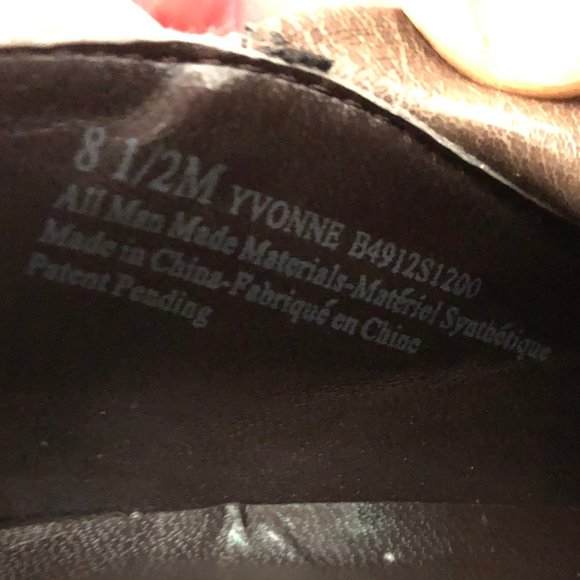 8 1/2M YVONNE B4912S1200
All Man Made Materials-Matériel Synthétique
Made in China-Fabriqué en Chine
Patent Pending